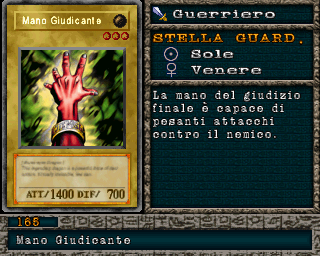 Mano Giudicante
ATT/1400 DIF/ 700
Guerriero
STELLA GUARD.
Sole
Venere
La mano del giudizio
finale è capace di
pesanti attacchi
contro il nemico.
165
Mano Giudicante